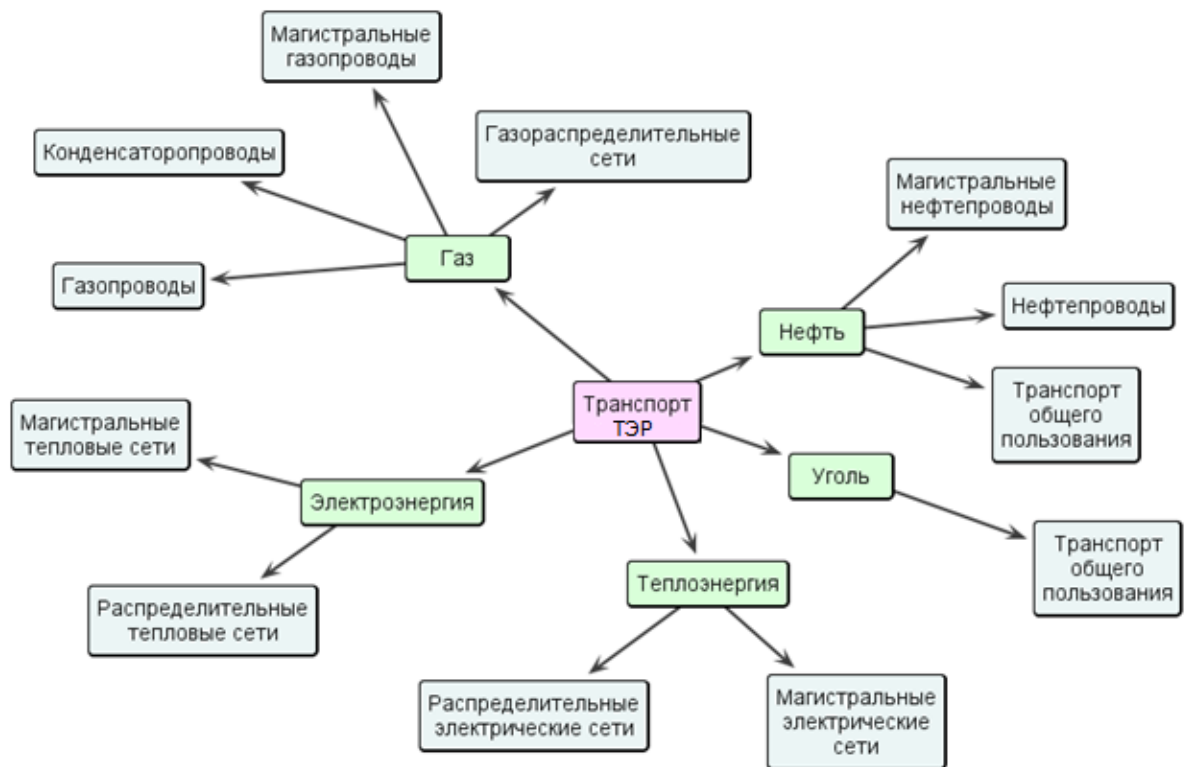 Магистральные
газопроводы
Газораспределительные
сети
Конденсаторопроводы
Газ
Газопроводы
Магистральные
нефтепроводы
Нефтепроводы
Нефть
Транспорт
общего
пользования
Транспорт
ТЭР
Магистральные
тепловые сети
Электроэнергия
Уголь
Транспорт
общего
пользования
Распределительные
тепловые сети
Теплоэнергия
Распределительные
электрические сети
Магистральные
электрические
сети